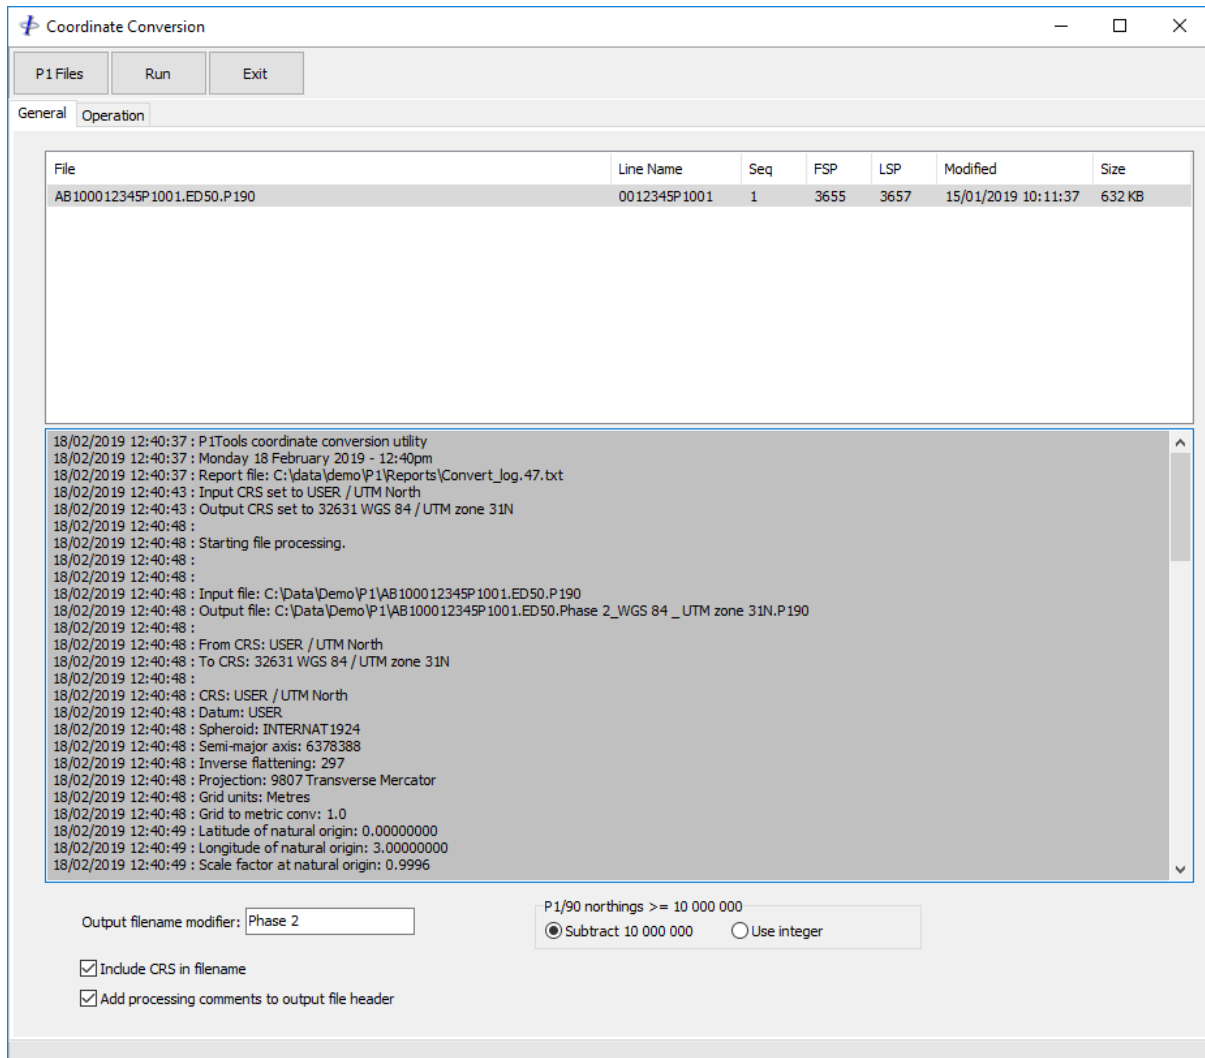 Coordinate Conversion
P1 Files Run Exit
General Operation
File Line Name Seq FSP LSP Modified Size
AB100012345P1001.ED50.P190 0012345P1001 1 3655 3657 15/01/2019 10:11:37 632 KB
18/02/2019 12:40:37 : P1Tools coordinate conversion utility
18/02/2019 12:40:37 : Monday 18 February 2019 - 12:40pm
18/02/2019 12:40:37 : Report file: C:\data\demo\P1\Reports\Convert_log.47.txt
18/02/2019 12:40:43 : Input CRS set to USER / UTM North
18/02/2019 12:40:43 : Output CRS set to 32631 WGS 84 / UTM zone 31N
18/02/2019 12:40:48 :
18/02/2019 12:40:48 : Starting file processing.
18/02/2019 12:40:48 :
18/02/2019 12:40:48 :
18/02/2019 12:40:48 : Input file: C:\Data\Demo\P1\AB100012345P1001.ED50.P190
18/02/2019 12:40:48 : Output file: C:\Data\Demo\P1\AB100012345P1001.ED50.Phase 2_WGS 84 _ UTM zone 31N.P190
18/02/2019 12:40:48 :
18/02/2019 12:40:48 : From CRS: USER / UTM North
18/02/2019 12:40:48 : To CRS: 32631 WGS 84 / UTM zone 31N
18/02/2019 12:40:48 :
18/02/2019 12:40:48 : CRS: USER / UTM North
18/02/2019 12:40:48 : Datum: USER
18/02/2019 12:40:48 : Spheroid: INTERNAT1924
18/02/2019 12:40:48 : Semi-major axis: 6378388
18/02/2019 12:40:48 : Inverse flattening: 297
18/02/2019 12:40:48 : Projection: 9807 Transverse Mercator
18/02/2019 12:40:48 : Grid units: Metres
18/02/2019 12:40:48 : Grid to metric conv: 1.0
18/02/2019 12:40:49 : Latitude of natural origin: 0.00000000
18/02/2019 12:40:49 : Longitude of natural origin: 3.00000000
18/02/2019 12:40:49 : Scale factor at natural origin: 0.9996
Output filename modifier: Phase 2
P1/90 northings >= 10 000 000
Subtract 10 000 000 Use integer
Include CRS in filename
Add processing comments to output file header